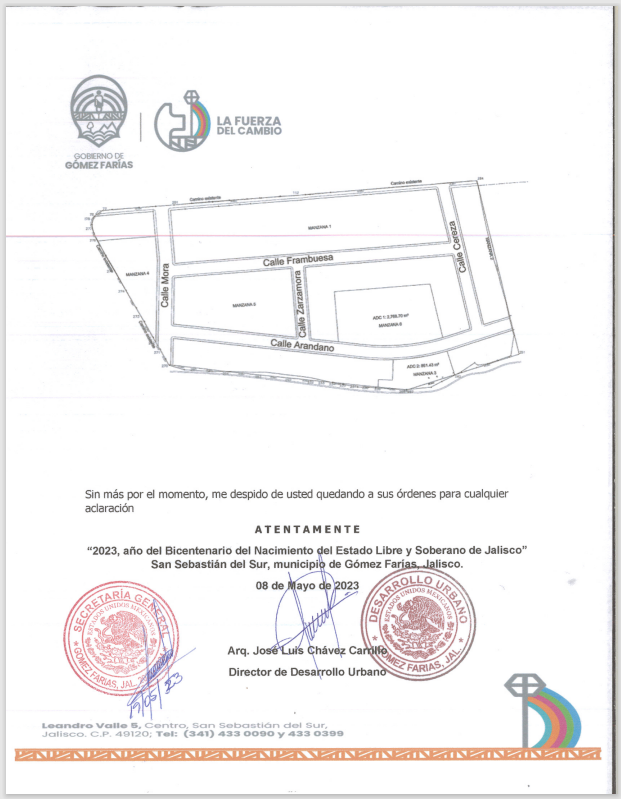 GOBIERNO DE
GÓMEZ FARÍAS
LA FUERZA
DEL CAMBIO
Camino existente
Camino existente
MANZANA 1
Calle Cereza
Calle Frambuesa
MANZANA 4
Calle Mora
MANZANA 5
Calle Zarzamora
MANZANA 6
Calle Arandano
Sin más por el momento, me despido de usted quedando a sus órdenes para cualquier
aclaración
ATENTAMENTE
“2023, año del Bicentenario del Nacimiento del Estado Libre y Soberano de Jalisco”
San Sebastián del Sur, municipio de Gómez Farías, Jalisco.
08 de Mayo de 2023
SECRETARÍA GENERAL
ESTADOS UNIDOS MEXICANOS
GÓMEZ FARÍAS, JAL.
DESARROLLO URBANO
ESTADOS UNIDOS MEXICANOS
GÓMEZ FARÍAS, JAL.
Arq. José Luis Chávez Carrillo
Director de Desarrollo Urbano
Leandro Valle 5, Centro, San Sebastián del Sur,
Jalisco. C.P. 49120; Tel: (341) 433 0090 y 433 0399